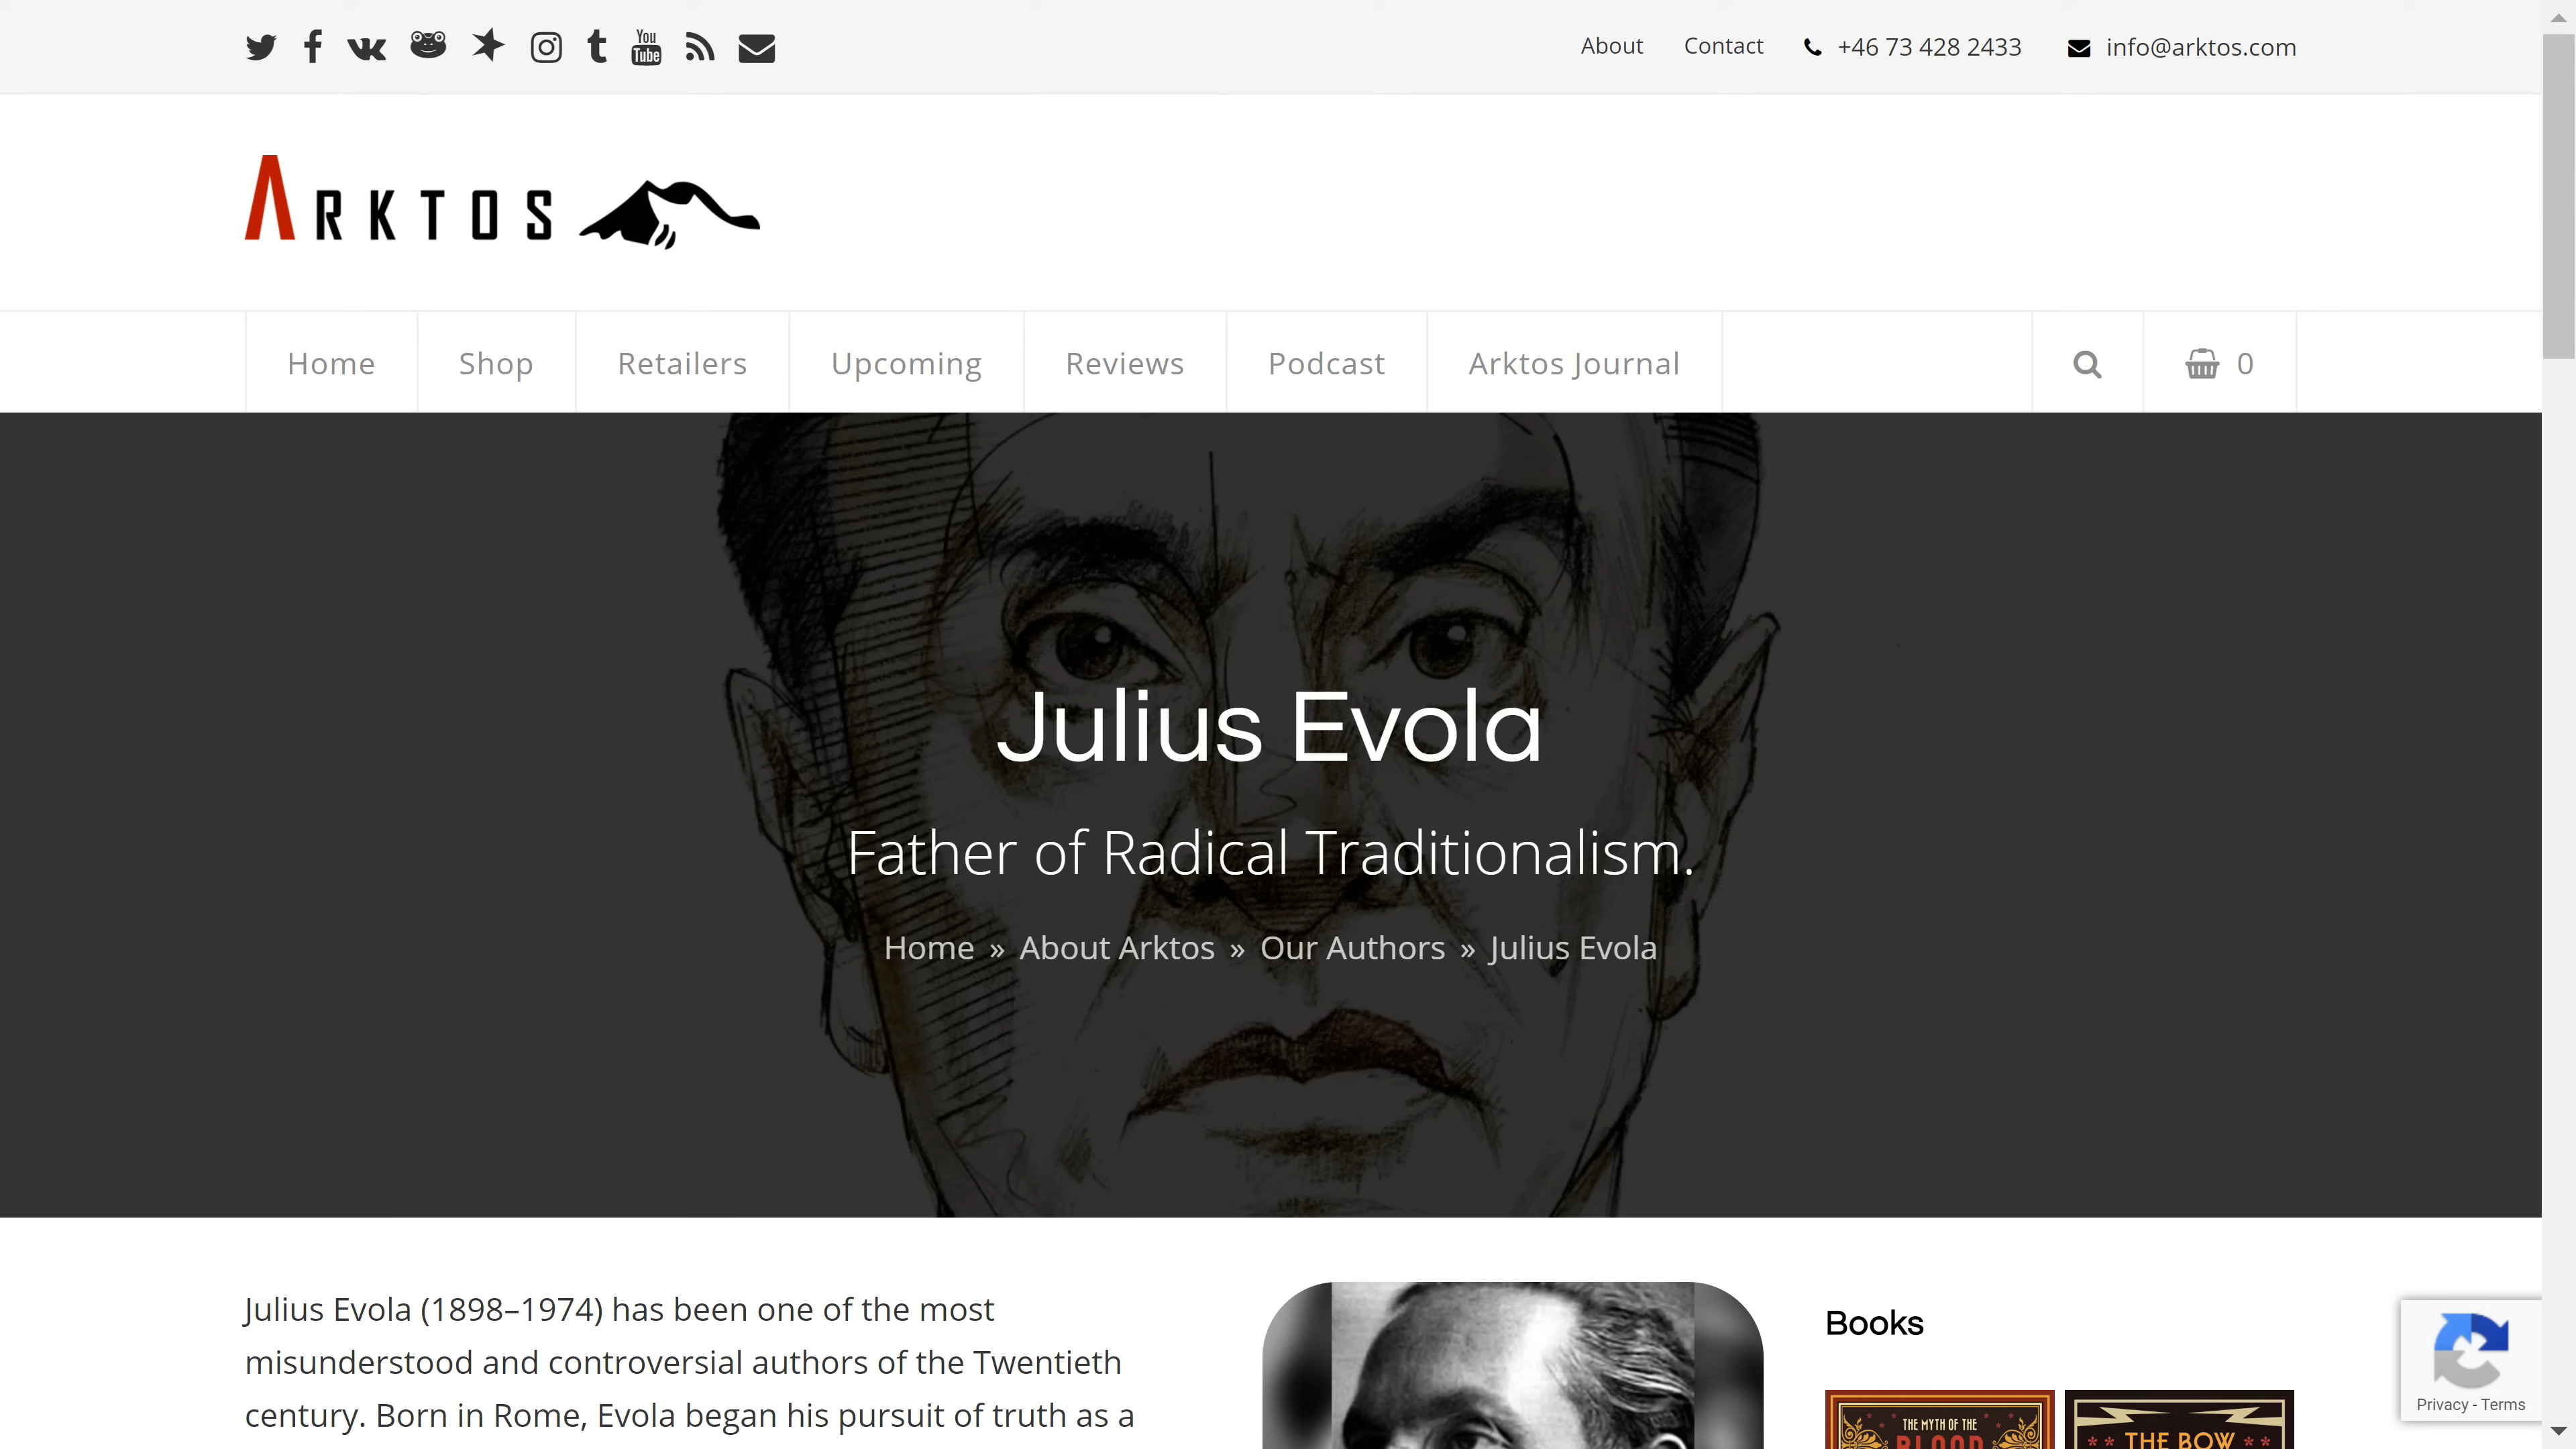 You
Tube
About Contact +46 73 428 2433 info@arktos.com
ARKTOS
Home Shop Retailers Upcoming Reviews Podcast Arktos Journal 0
Julius Evola
Father of Radical Traditionalism.
Home » About Arktos » Our Authors » Julius Evola
Julius Evola (1898–1974) has been one of the most
misunderstood and controversial authors of the Twentieth
century. Born in Rome, Evola began his pursuit of truth as a
Books
THE MYTH OF THE
BLOOD
THE BOW
Privacy - Terms